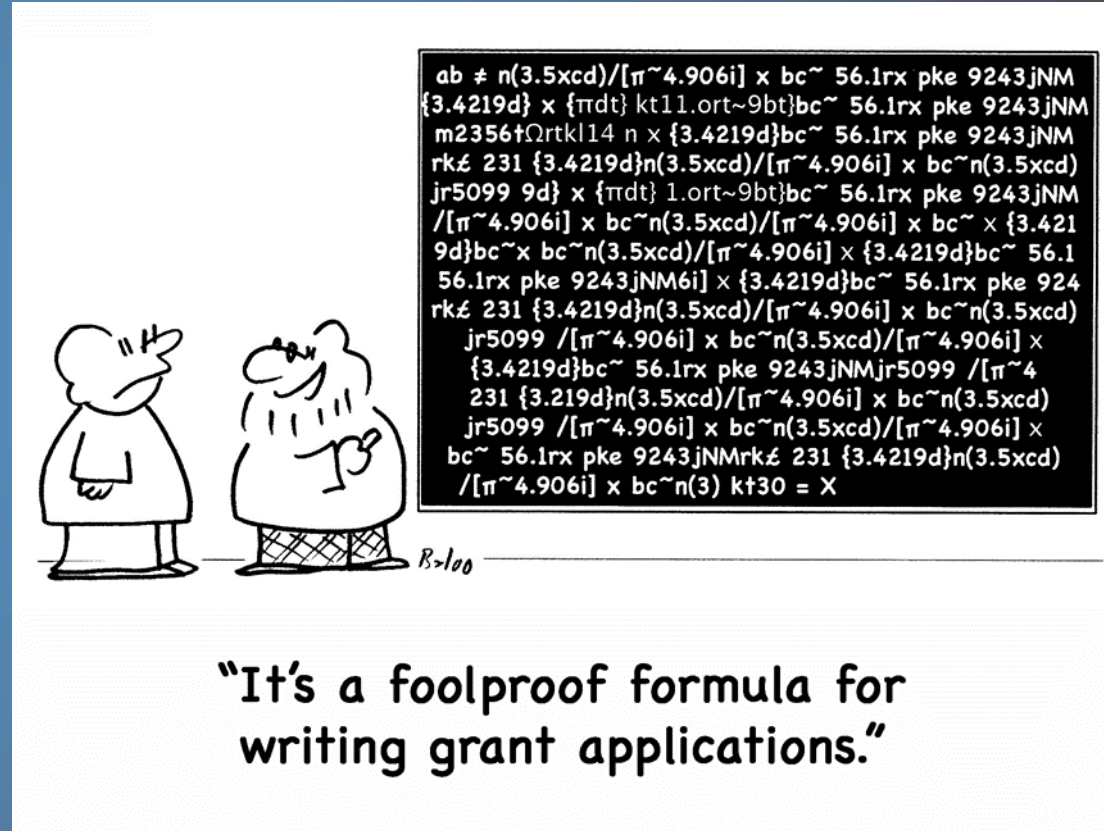 ab ≠ n(3.5xcd)/[π~4.906i] x bc~ 56.1rx pke 9243jNM
{3.4219d} x {πdt} kt11.ort~9bt}bc~ 56.1rx pke 9243jNM
m2356tΩrtkl14 n x {3.4219d}bc~ 56.1rx pke 9243jNM
rk£ 231 {3.4219d}n(3.5xcd)/[π~4.906i] x bc~n(3.5xcd)
jr5099 9d} x {πdt} 1.ort~9bt}bc~ 56.1rx pke 9243jNM
/[π~4.906i] x bc~n(3.5xcd)/[π~4.906i] x bc~ x {3.421
9d}bc~x bc~n(3.5xcd)/[π~4.906i] x {3.4219d}bc~ 56.1
56.1rx pke 9243jNM6i] x {3.4219d}bc~ 56.1rx pke 924
rk£ 231 {3.4219d}n(3.5xcd)/[π~4.906i] x bc~n(3.5xcd)
jr5099 /[π~4.906i] x bc~n(3.5xcd)/[π~4.906i] x
{3.4219d}bc~ 56.1rx pke 9243jNMjr5099 /[π~4
231 {3.219d}n(3.5xcd)/[π~4.906i] x bc~n(3.5xcd)
jr5099 /[π~4.906i] x bc~n(3.5xcd)/[π~4.906i] x
bc~ 56.1rx pke 9243jNMrk£ 231 {3.4219d}n(3.5xcd)
/[π~4.906i] x bc~n(3) kt30 = X
"It's a foolproof formula for
writing grant applications."